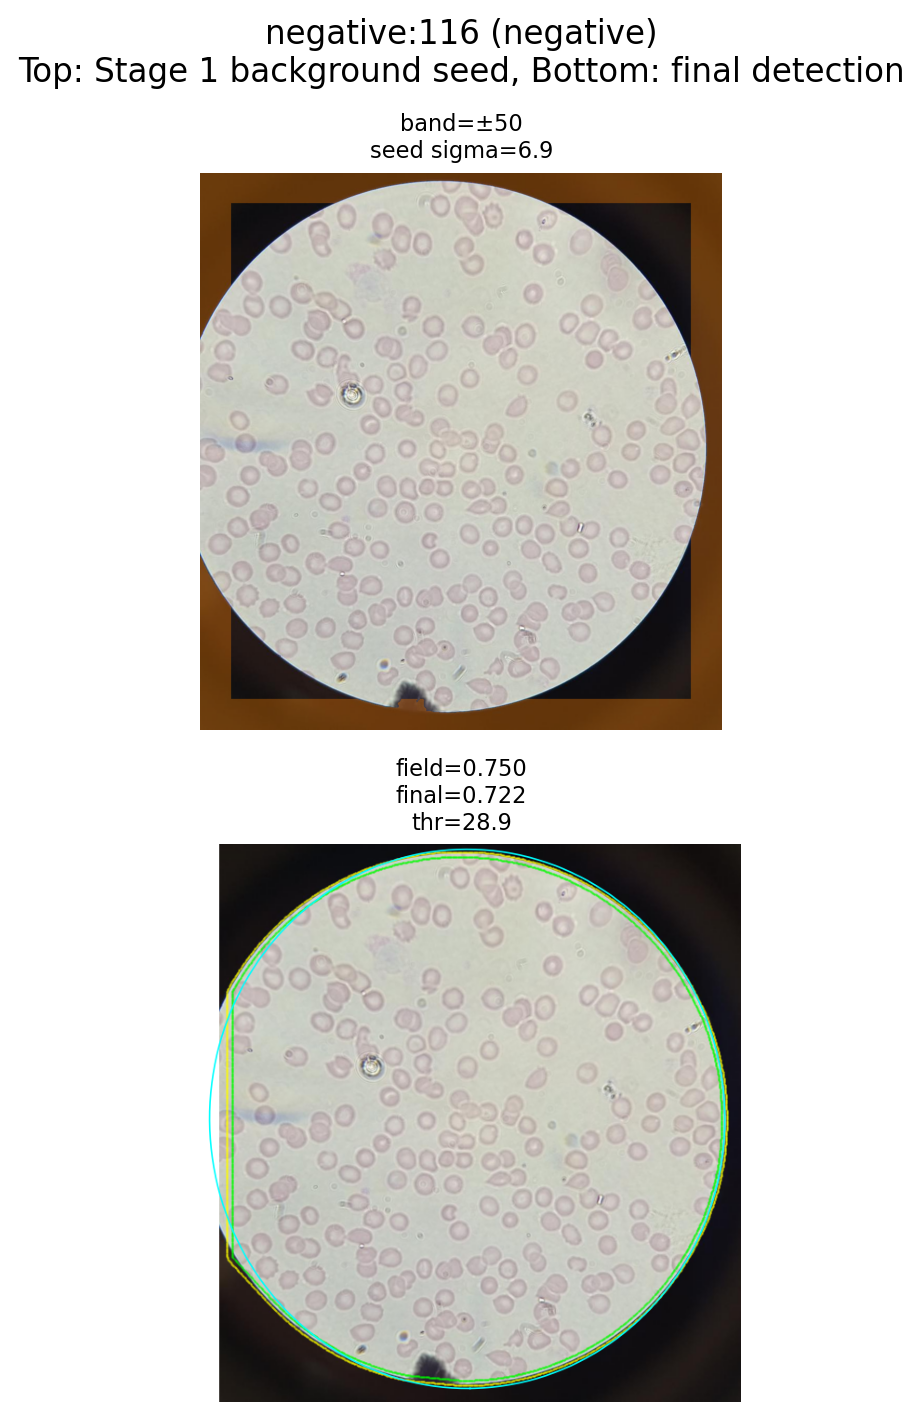 negative:116 (negative)
Top: Stage 1 background seed, Bottom: final detection
band=±50
seed sigma=6.9
field=0.750
final=0.722
thr=28.9